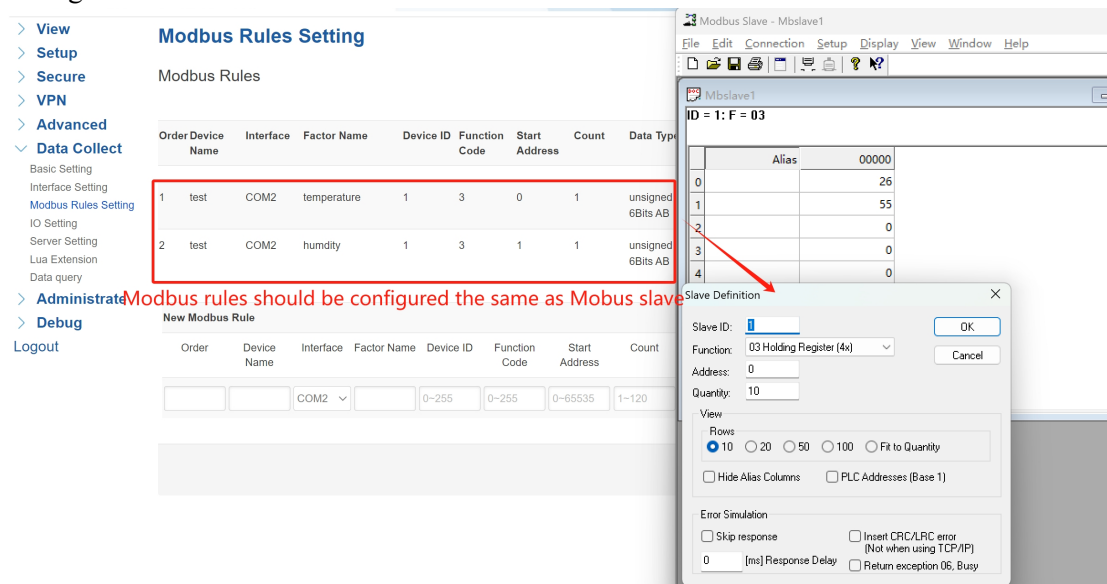 View
Setup
Secure
VPN
Advanced
Data Collect
Basic Setting
Interface Setting
Modbus Rules Setting
IO Setting
Server Setting
Lua Extension
Data query
Administrate
Debug
Logout
Modbus Rules Setting
Modbus Rules
Order Device Name Interface Factor Name Device ID Function Code Start Address Count Data Type
1 test COM2 temperature 1 3 0 1 unsigned 6Bits AB
2 test COM2 humdity 1 3 1 1 unsigned 6Bits AB
Modbus rules should be configured the same as Mobus slave
New Modbus Rule
Order Device Name Interface Factor Name Device ID Function Code Start Address Count
COM2 0~255 0~255 0~65535 1~120
Modbus Slave - Mbslave1
File Edit Connection Setup Display View Window Help
Mbslave1
ID = 1: F = 03
Alias 00000
0 26
1 55
2 0
3 0
4 0
Slave Definition
Slave ID: 1 OK
Function: 03 Holding Register (4x) Cancel
Address: 0
Quantity: 10
View
Rows
10 20 50 100 Fit to Quantity
Hide Alias Columns PLC Addresses (Base 1)
Error Simulation
Skip response Insert CRC/LRC error
(Not when using TCP/IP)
0 [ms] Response Delay Return exception 06, Busy